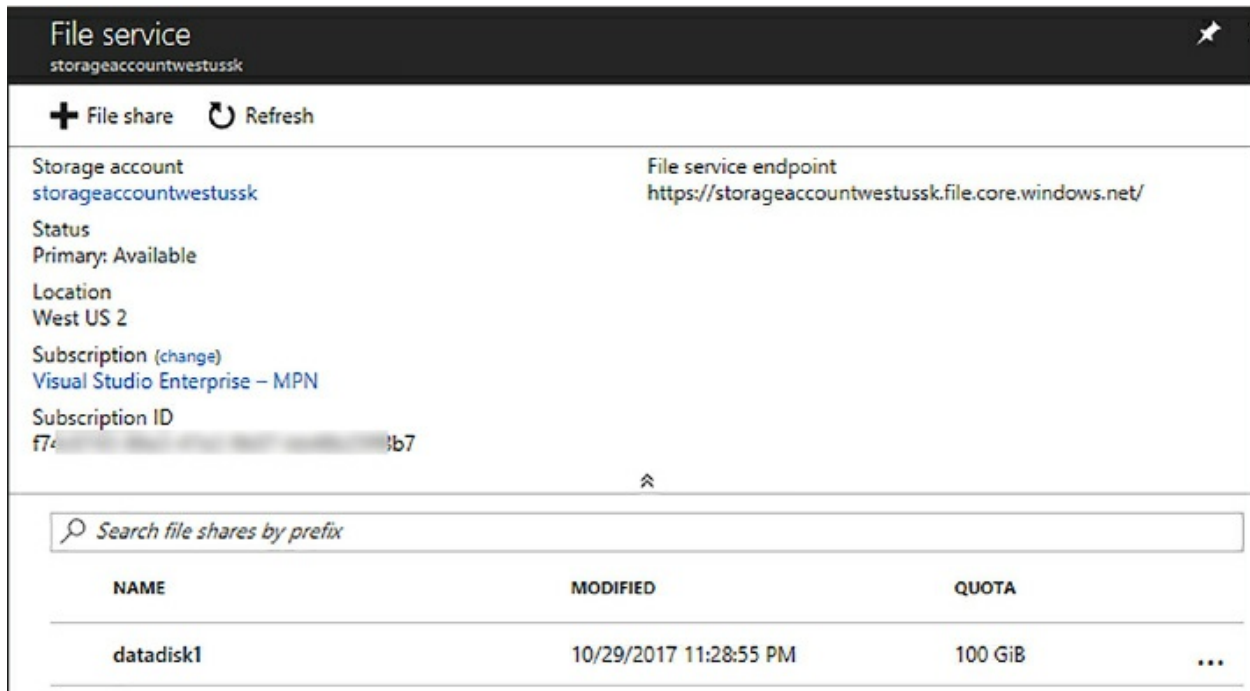 File service
storageaccountwestussk
File share Refresh
Storage account
storageaccountwestussk
File service endpoint
https://storageaccountwestussk.file.core.windows.net/
Status
Primary: Available
Location
West US 2
Subscription (change)
Visual Studio Enterprise – MPN
Subscription ID
f74 3b7
Search file shares by prefix
NAME MODIFIED QUOTA
datadisk1 10/29/2017 11:28:55 PM 100 GiB ...